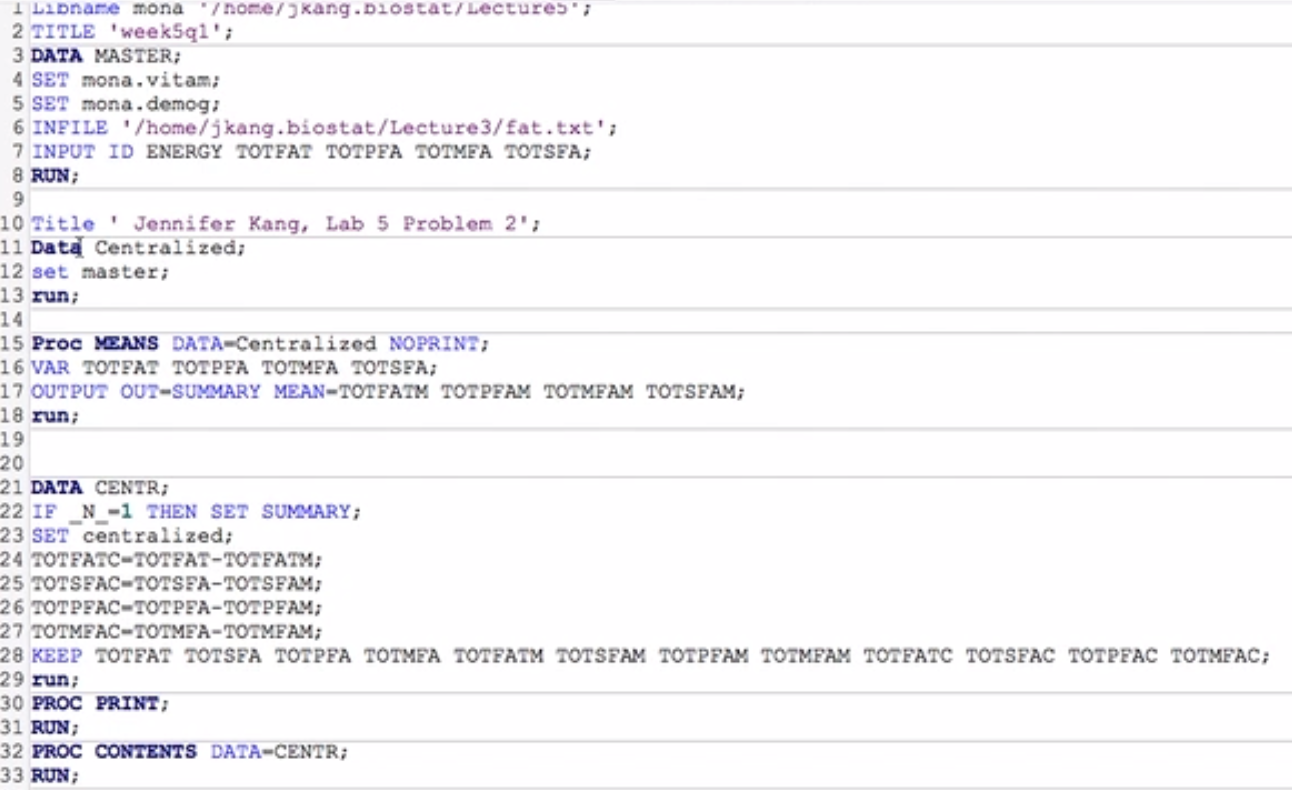 1 Libname mona '/home/jkang.biostat/Lecture5';
2 TITLE 'week5q1';
3 DATA MASTER;
4 SET mona.vitam;
5 SET mona.demog;
6 INFILE '/home/jkang.biostat/Lecture3/fat.txt';
7 INPUT ID ENERGY TOTFAT TOTPFA TOTMFA TOTSFA;
8 RUN;
9
10 Title ' Jennifer Kang, Lab 5 Problem 2';
11 Data Centralized;
12 set master;
13 run;
14
15 Proc MEANS DATA=Centralized NOPRINT;
16 VAR TOTFAT TOTPFA TOTMFA TOTSFA;
17 OUTPUT OUT=SUMMARY MEAN=TOTFATM TOTPFAM TOTMFAM TOTSFAM;
18 run;
19
20
21 DATA CENTR;
22 IF _N_=1 THEN SET SUMMARY;
23 SET centralized;
24 TOTFATC=TOTFAT-TOTFATM;
25 TOTSFAC=TOTSFA-TOTSFAM;
26 TOTPFAC=TOTPFA-TOTPFAM;
27 TOTMFAC=TOTMFA-TOTMFAM;
28 KEEP TOTFAT TOTSFA TOTPFA TOTMFA TOTFATM TOTSFAM TOTPFAM TOTMFAM TOTFATC TOTSFAC TOTPFAC TOTMFAC;
29 run;
30 PROC PRINT;
31 RUN;
32 PROC CONTENTS DATA=CENTR;
33 RUN;